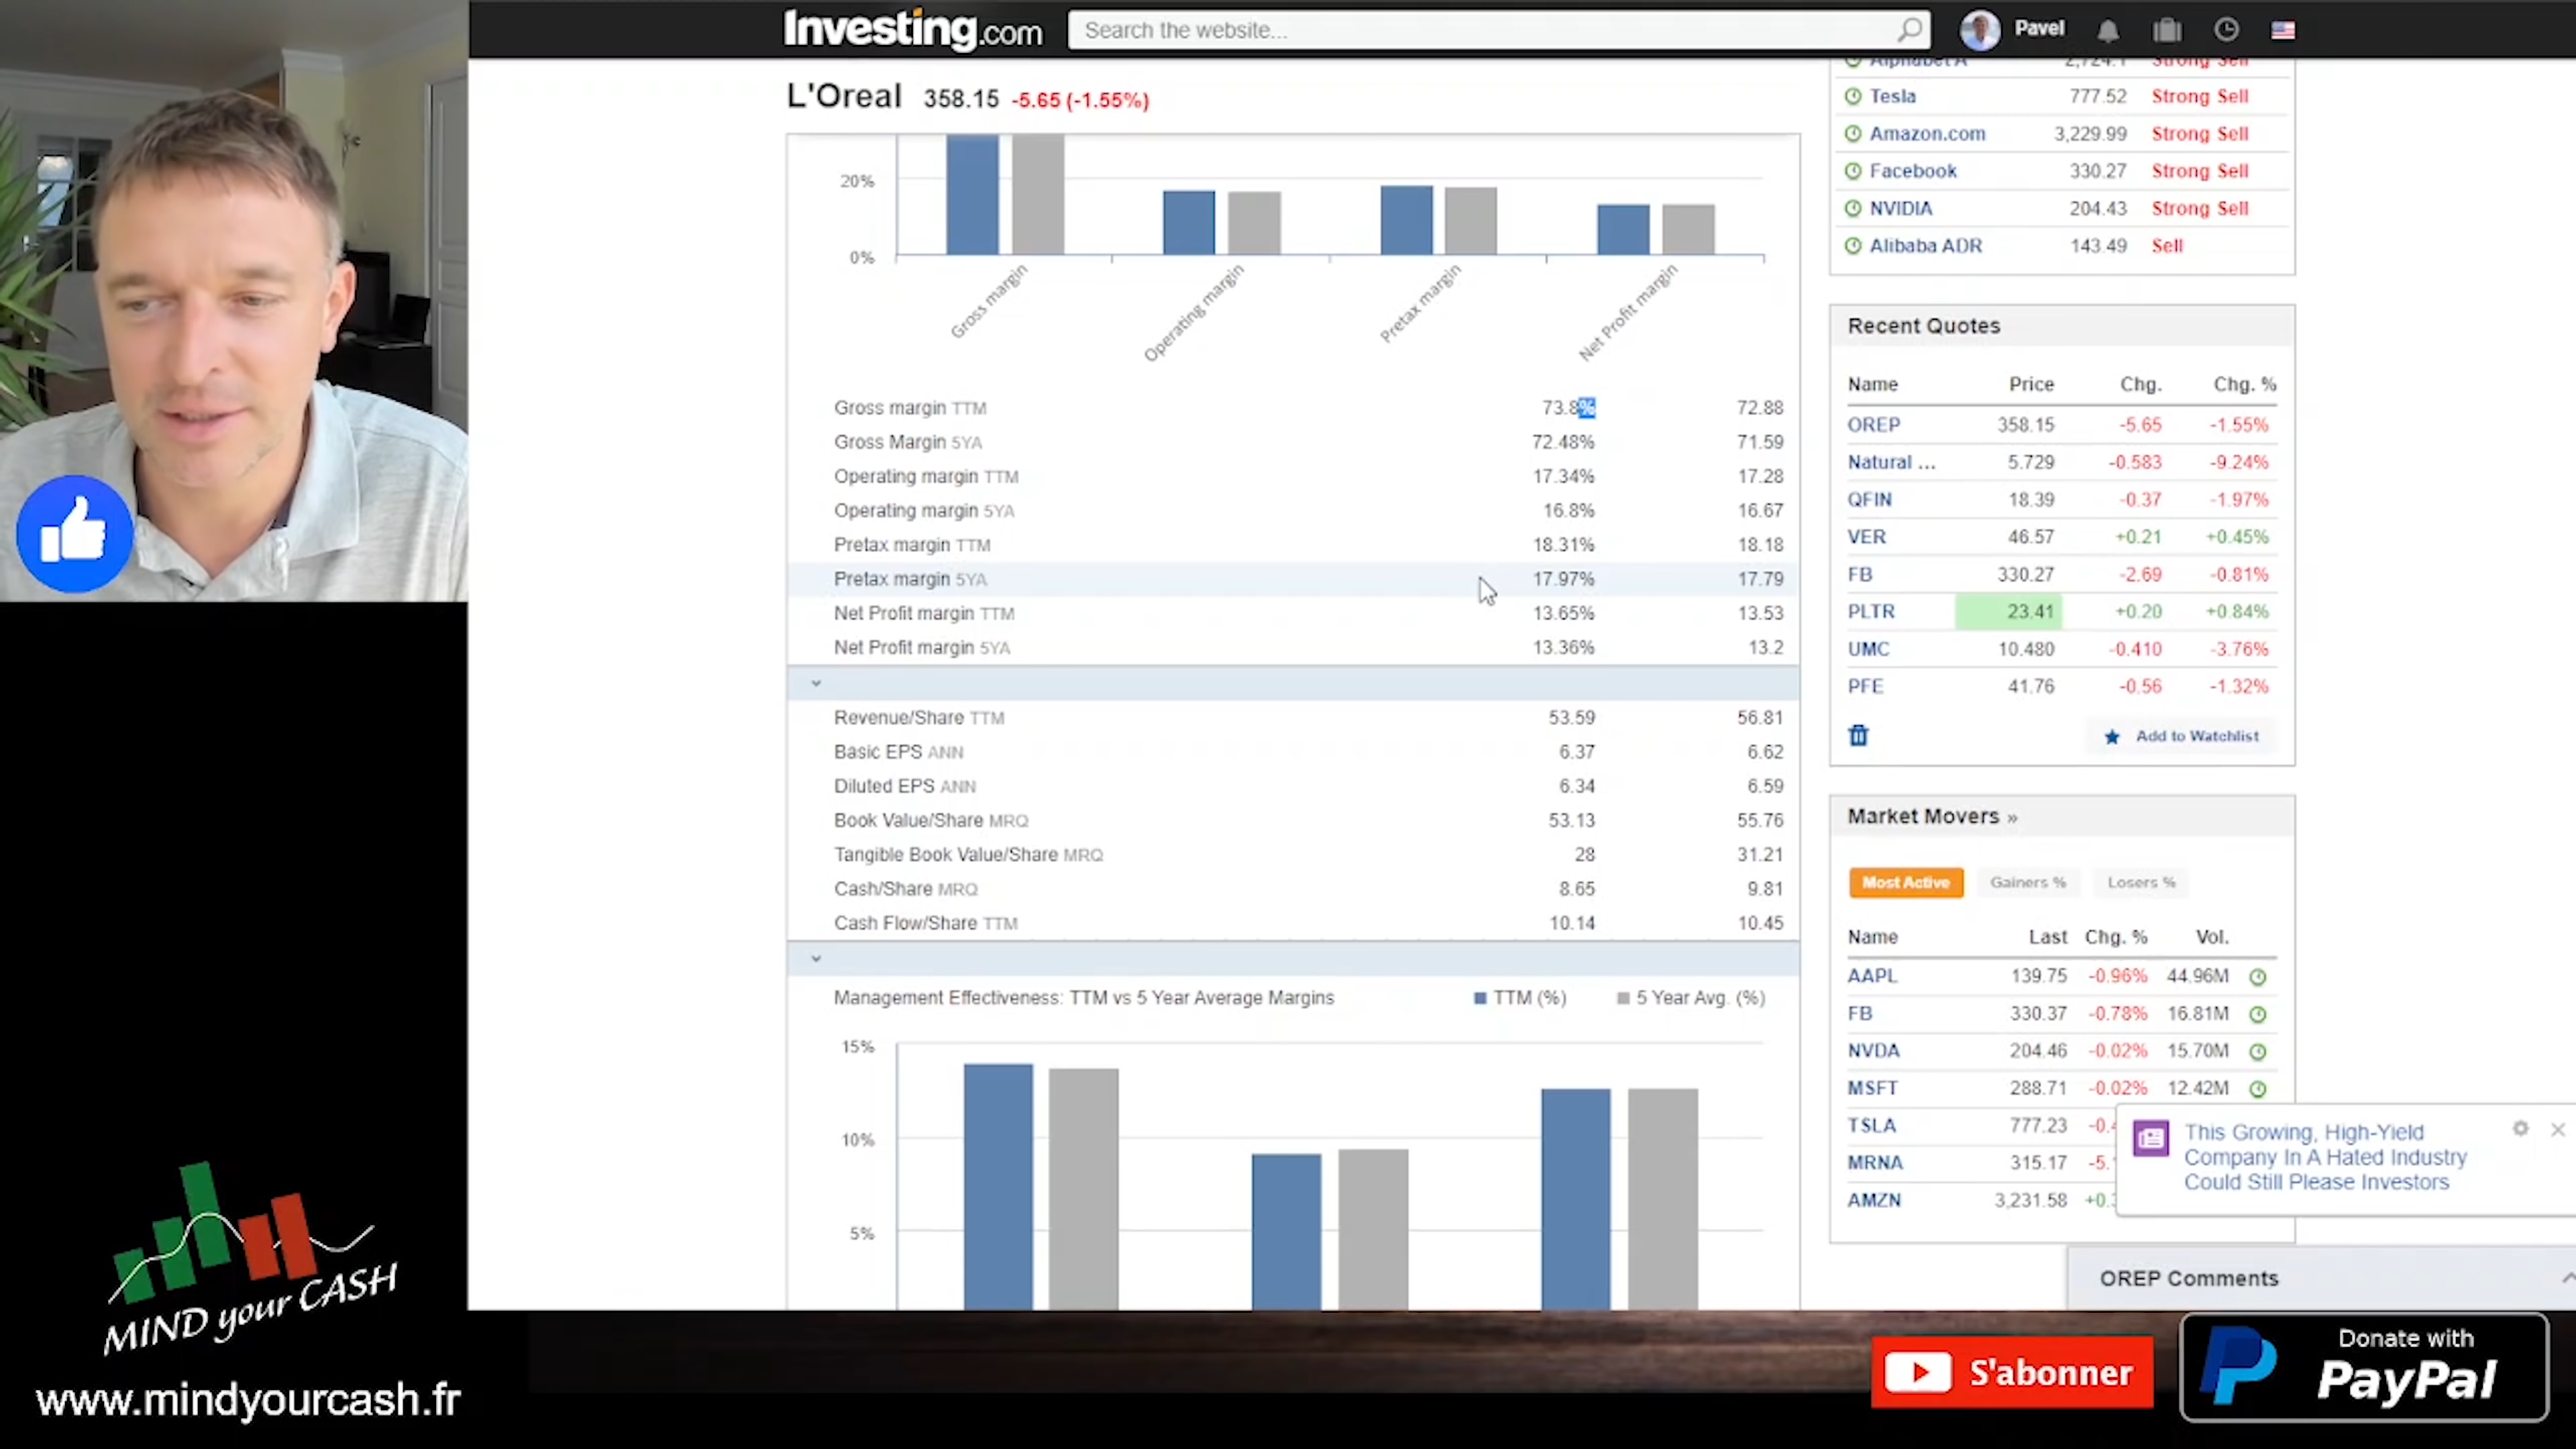 Investing.com
Search the website...
Pavel
L'Oreal 358.15 -5.65 (-1.55%)
20%
0%
Gross margin
Operating margin
Pretax margin
Net Profit margin
Gross margin TTM 73.8% 72.88
Gross Margin 5YA 72.48% 71.59
Operating margin TTM 17.34% 17.28
Operating margin 5YA 16.8% 16.67
Pretax margin TTM 18.31% 18.18
Pretax margin 5YA 17.97% 17.79
Net Profit margin TTM 13.65% 13.53
Net Profit margin 5YA 13.36% 13.2
Revenue/Share TTM 53.59 56.81
Basic EPS ANN 6.37 6.62
Diluted EPS ANN 6.34 6.59
Book Value/Share MRQ 53.13 55.76
Tangible Book Value/Share MRQ 28 31.21
Cash/Share MRQ 8.65 9.81
Cash Flow/Share TTM 10.14 10.45
Management Effectiveness: TTM vs 5 Year Average Margins
TTM (%) 5 Year Avg. (%)
15%
10%
5%
Alphabet A 2,724.1 Strong Sell
Tesla 777.52 Strong Sell
Amazon.com 3,229.99 Strong Sell
Facebook 330.27 Strong Sell
NVIDIA 204.43 Strong Sell
Alibaba ADR 143.49 Sell
Recent Quotes
Name Price Chg. Chg. %
OREP 358.15 -5.65 -1.55%
Natural ... 5.729 -0.583 -9.24%
QFIN 18.39 -0.37 -1.97%
VER 46.57 +0.21 +0.45%
FB 330.27 -2.69 -0.81%
PLTR 23.41 +0.20 +0.84%
UMC 10.480 -0.410 -3.76%
PFE 41.76 -0.56 -1.32%
Add to Watchlist
Market Movers »
Most Active Gainers % Losers %
Name Last Chg. % Vol.
AAPL 139.75 -0.96% 44.96M
FB 330.37 -0.78% 16.81M
NVDA 204.46 -0.02% 15.70M
MSFT 288.71 -0.02% 12.42M
TSLA 777.23
MRNA 315.17
AMZN 3,231.58
This Growing, High-Yield
Company In A Hated Industry
Could Still Please Investors
OREP Comments
MIND your CASH
www.mindyourcash.fr
S'abonner
Donate with
PayPal